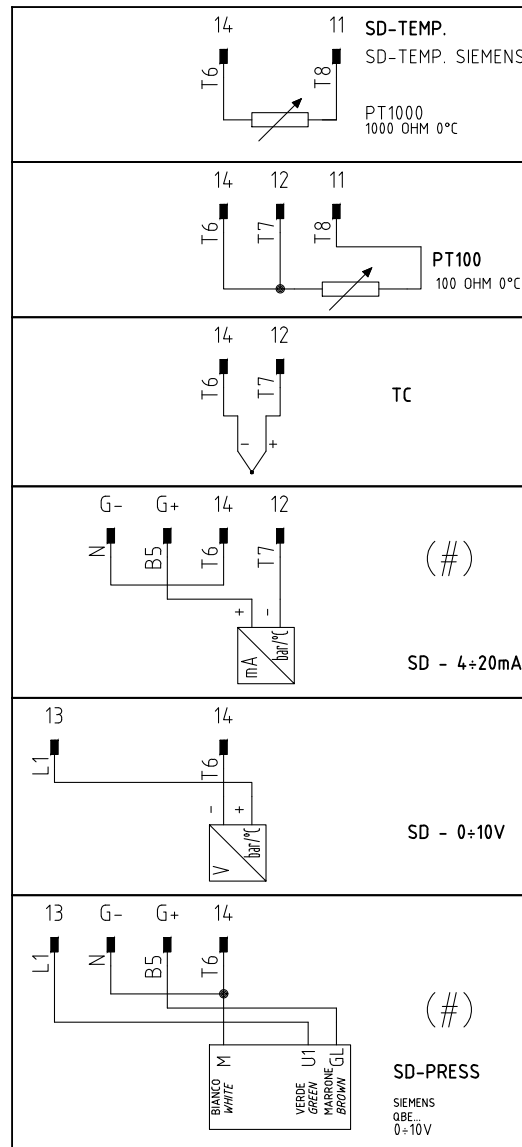 14 11 SD-TEMP.
SD-TEMP. SIEMENS
T6 T8
PT1000
1000 OHM 0°C
14 12 11
T6 T7 T8
PT100
100 OHM 0°C
14 12
T6 T7
TC
- +
G- G+ 14 12
N B5 T6 T7
(#)
+ -
mA bar/°C
SD - 4÷20mA
13 14
L1 T6
- +
V bar/°C
SD - 0÷10V
13 G- G+ 14
L1 N B5 T6
(#)
M U1 GL
BIANCO VERDE MARRONE
WHITE GREEN BROWN
SD-PRESS
SIEMENS
QBE...
0÷10V